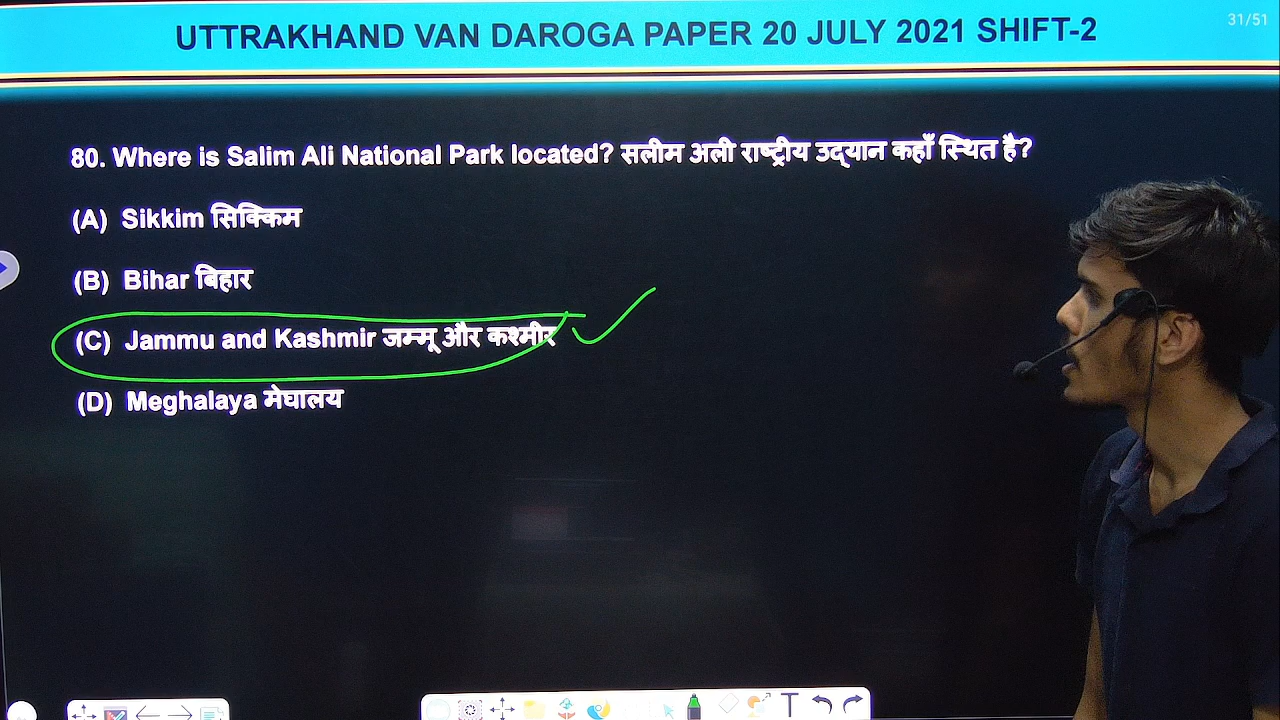 31/51
UTTRAKHAND VAN DAROGA PAPER 20 JULY 2021 SHIFT-2
80. Where is Salim Ali National Park located? सलीम अली राष्ट्रीय उद्यान कहाँ स्थित है?
(A) Sikkim सिक्किम
(B) Bihar बिहार
(C) Jammu and Kashmir जम्मू और कश्मीर
(D) Meghalaya मेघालय
T